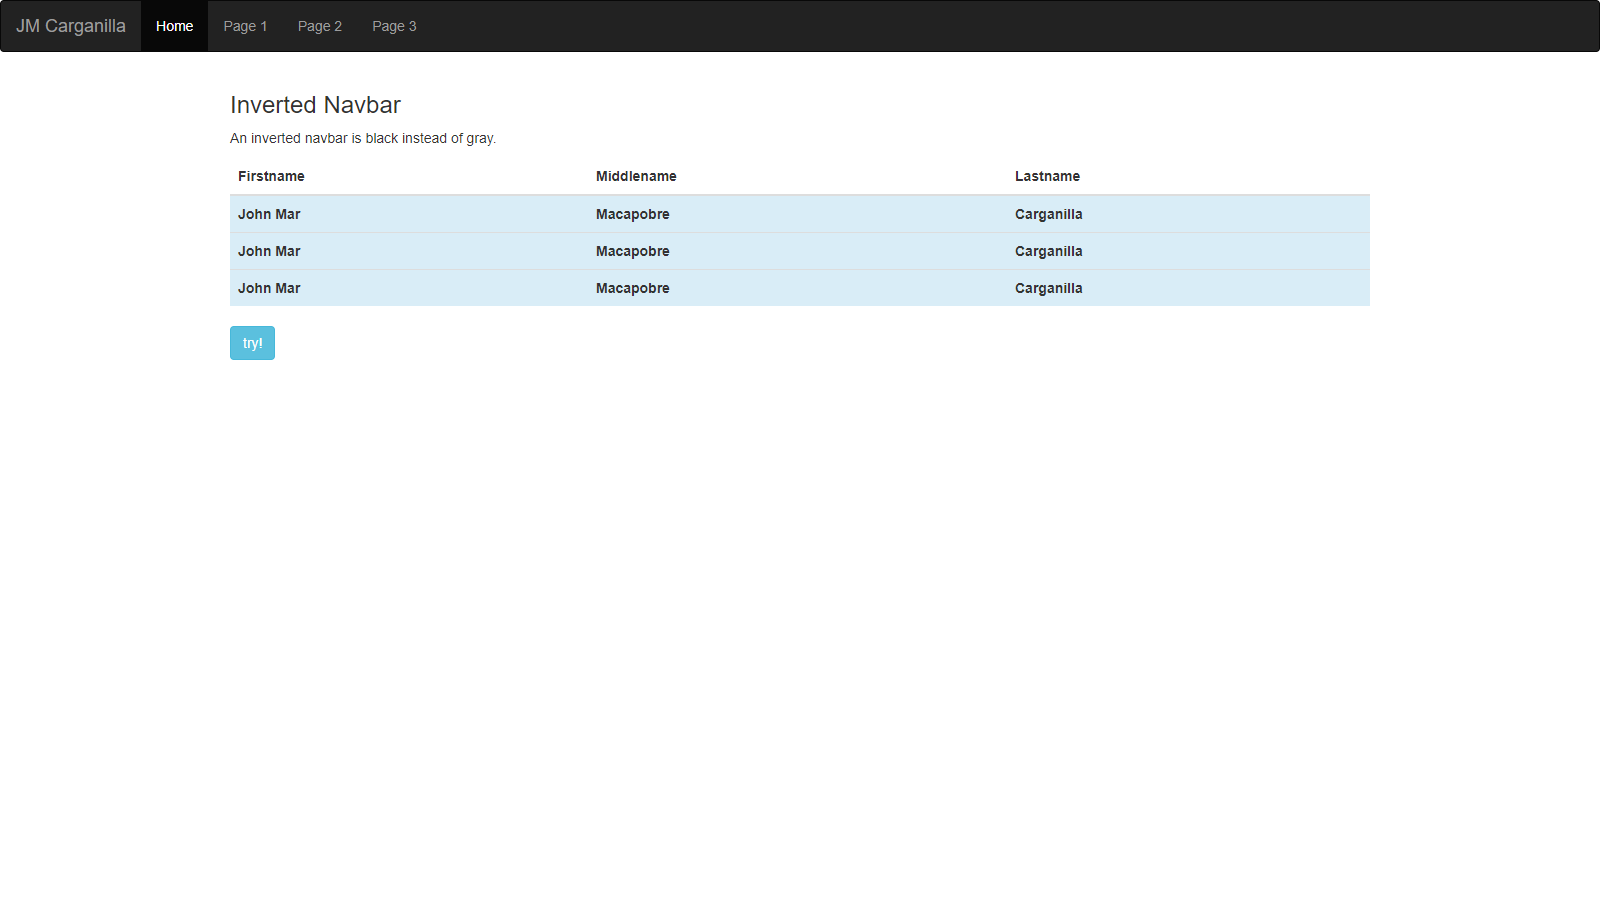 JM Carganilla Home Page 1 Page 2 Page 3
Inverted Navbar
An inverted navbar is black instead of gray.
Firstname Middlename Lastname
John Mar Macapobre Carganilla
John Mar Macapobre Carganilla
John Mar Macapobre Carganilla
try!